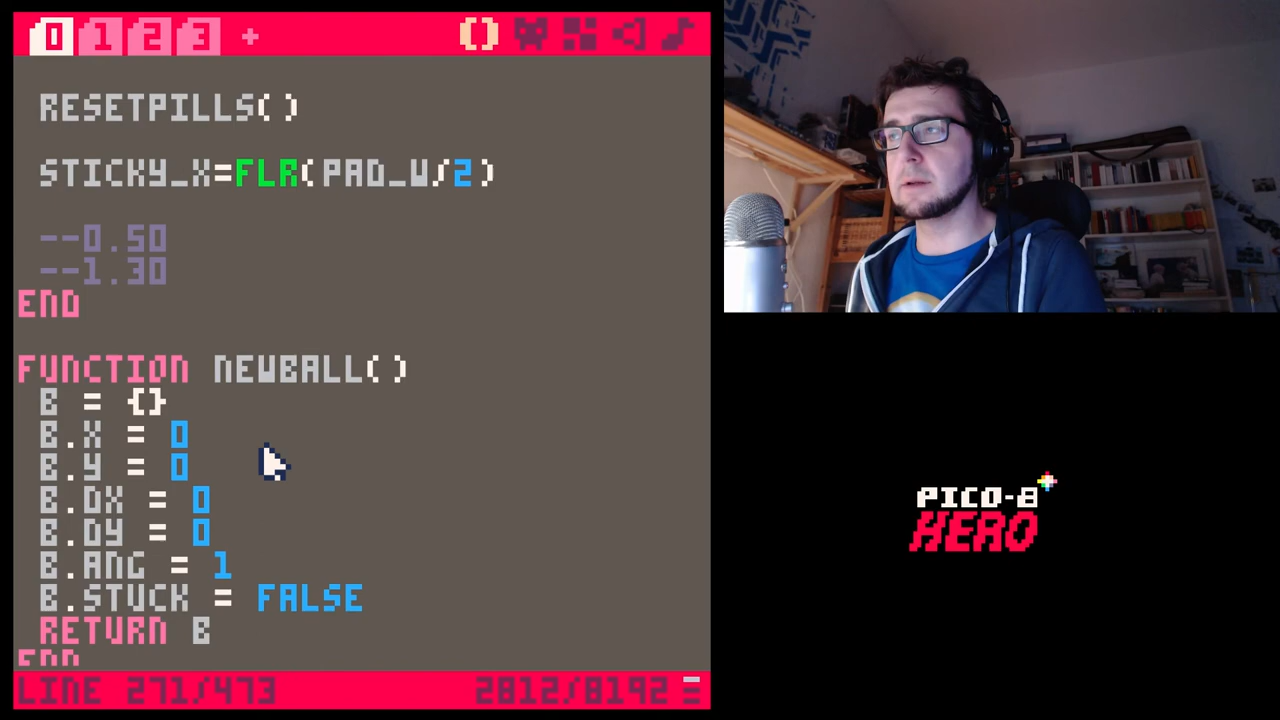 0 1 2 3 +
RESETPILLS()
STICKY_X=FLR(PAD_W/2)
--0.50
--1.30
END
FUNCTION NEWBALL()
B = {}
B.X = 0
B.Y = 0
B.DX = 0
B.DY = 0
B.ANG = 1
B.STUCK = FALSE
RETURN B
END
LINE 271/473 2812/8192
PICO-8
HERO